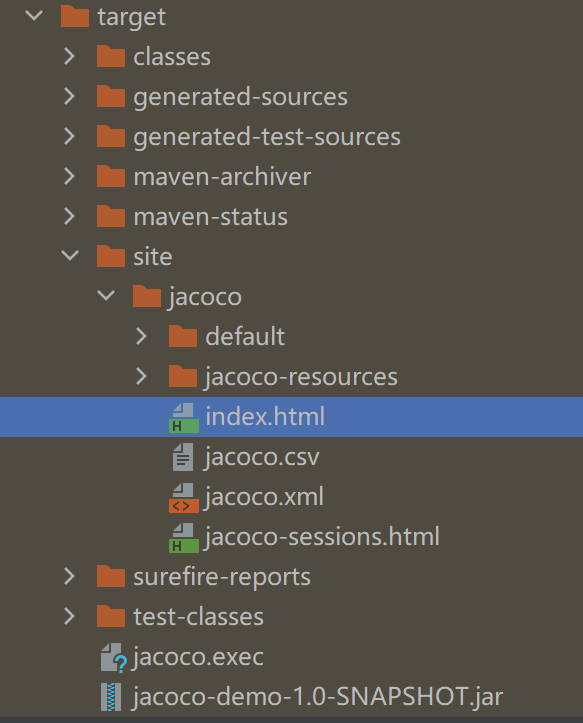 target
classes
generated-sources
generated-test-sources
maven-archiver
maven-status
site
jacoco
default
jacoco-resources
index.html
jacoco.csv
jacoco.xml
jacoco-sessions.html
surefire-reports
test-classes
jacoco.exec
jacoco-demo-1.0-SNAPSHOT.jar